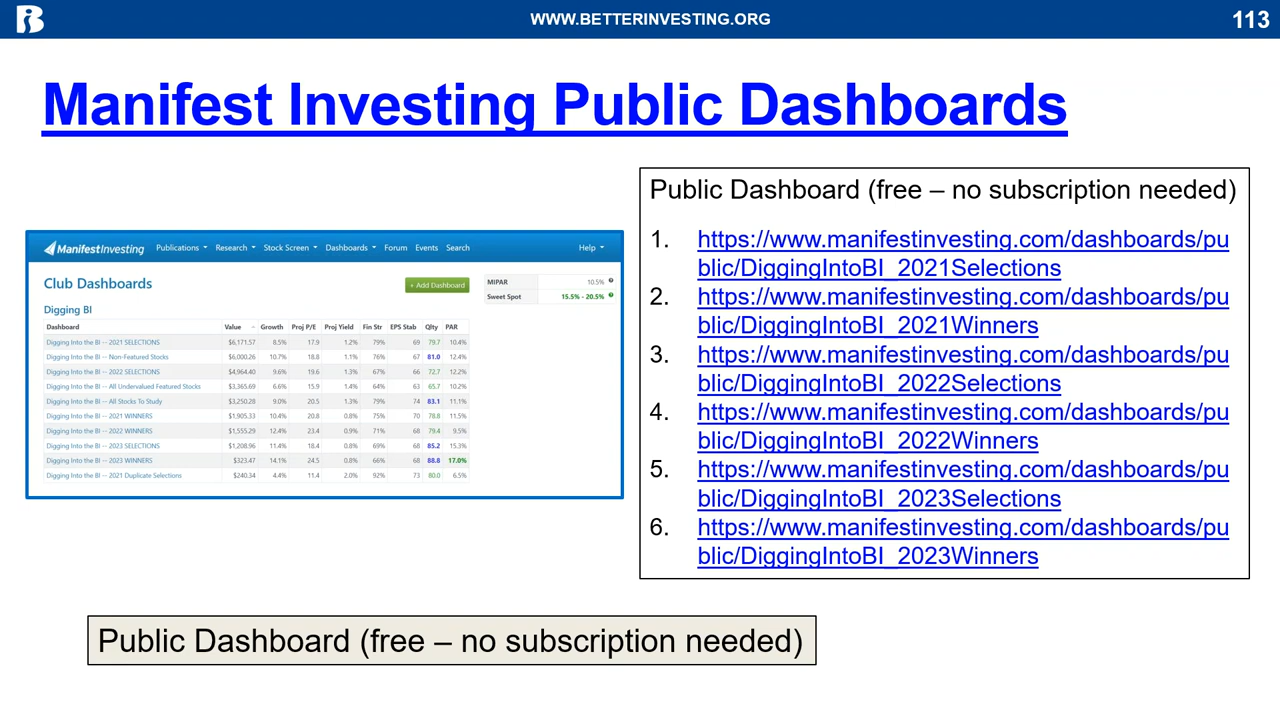 WWW.BETTERINVESTING.ORG
113
Manifest Investing Public Dashboards
ManifestInvesting Publications Research Stock Screen Dashboards Forum Events Search Help
Club Dashboards
+ Add Dashboard
MIPAR 10.5%
Sweet Spot 15.5% - 20.5%
Digging BI
Dashboard Value Growth Proj P/E Proj Yield Fin Str EPS Stab Qlty PAR
Digging Into the BI -- 2021 SELECTIONS $6,171.57 8.5% 17.9 1.2% 79% 69 79.7 10.4%
Digging Into the BI -- Non-Featured Stocks $6,000.26 10.7% 18.8 1.1% 76% 67 81.0 12.4%
Digging Into the BI -- 2022 SELECTIONS $4,964.40 9.6% 19.6 1.3% 67% 66 72.7 12.2%
Digging Into the BI -- All Undervalued Featured Stocks $3,365.69 6.6% 15.9 1.4% 64% 63 65.7 10.2%
Digging Into the BI -- All Stocks To Study $3,250.28 9.0% 20.5 1.3% 79% 74 83.1 11.1%
Digging Into the BI -- 2021 WINNERS $1,905.33 10.4% 20.8 0.8% 75% 70 78.8 11.5%
Digging Into the BI -- 2022 WINNERS $1,555.29 12.4% 23.4 0.9% 71% 68 79.4 9.5%
Digging Into the BI -- 2023 SELECTIONS $1,208.96 11.4% 18.4 0.8% 69% 68 85.2 15.3%
Digging Into the BI -- 2023 WINNERS $323.47 14.1% 24.5 0.8% 66% 68 88.8 17.0%
Digging Into the BI -- 2021 Duplicate Selections $240.34 4.4% 11.4 2.0% 92% 73 80.0 6.5%
Public Dashboard (free – no subscription needed)
1. https://www.manifestinvesting.com/dashboards/pu
blic/DiggingIntoBI_2021Selections
2. https://www.manifestinvesting.com/dashboards/pu
blic/DiggingIntoBI_2021Winners
3. https://www.manifestinvesting.com/dashboards/pu
blic/DiggingIntoBI_2022Selections
4. https://www.manifestinvesting.com/dashboards/pu
blic/DiggingIntoBI_2022Winners
5. https://www.manifestinvesting.com/dashboards/pu
blic/DiggingIntoBI_2023Selections
6. https://www.manifestinvesting.com/dashboards/pu
blic/DiggingIntoBI_2023Winners
Public Dashboard (free – no subscription needed)